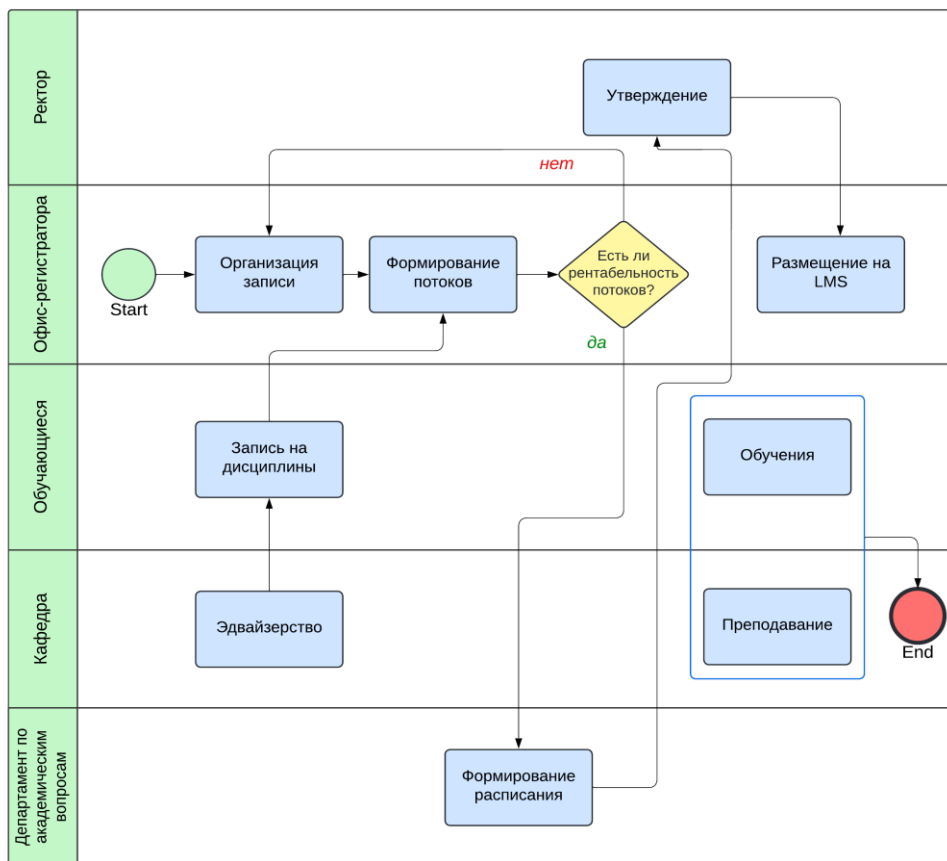 Ректор
Утверждение
нет
Офис-регистратора
Start
Организация
записи
Формирование
потоков
Есть ли
рентабельность
потоков?
Размещение на
LMS
да
Обучающиеся
Запись на
дисциплины
Обучения
Кафедра
Эдвайзерство
Преподавание
End
Департамент по
академическим
вопросам
Формирование
расписания